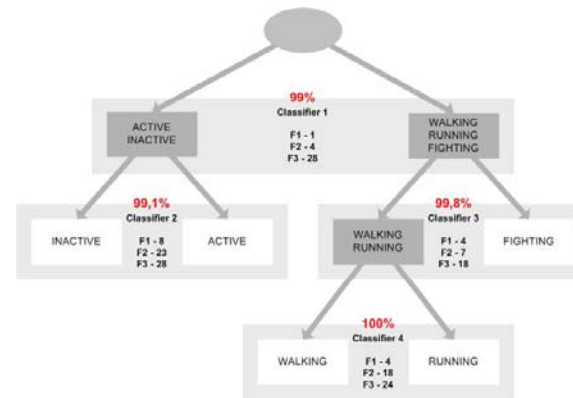 99%
Classifier 1
ACTIVE
INACTIVE
F1 - 1
F2 - 4
F3 - 28
WALKING
RUNNING
FIGHTING
99,1%
Classifier 2
INACTIVE
F1 - 8
F2 - 23
F3 - 28
ACTIVE
99,8%
Classifier 3
WALKING
RUNNING
F1 - 4
F2 - 7
F3 - 18
FIGHTING
100%
Classifier 4
WALKING
F1 - 4
F2 - 18
F3 - 24
RUNNING